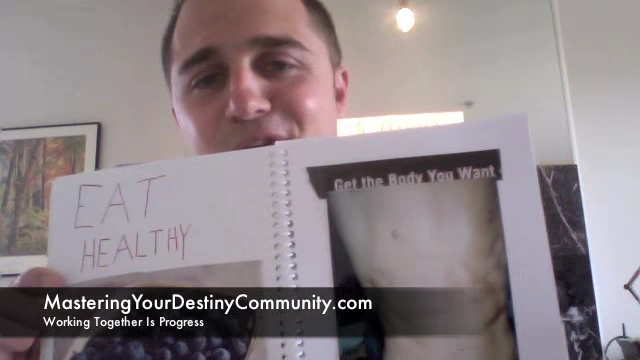 EAT
HEALTHY
Get the Body You Want
MasteringYourDestinyCommunity.com
Working Together Is Progress